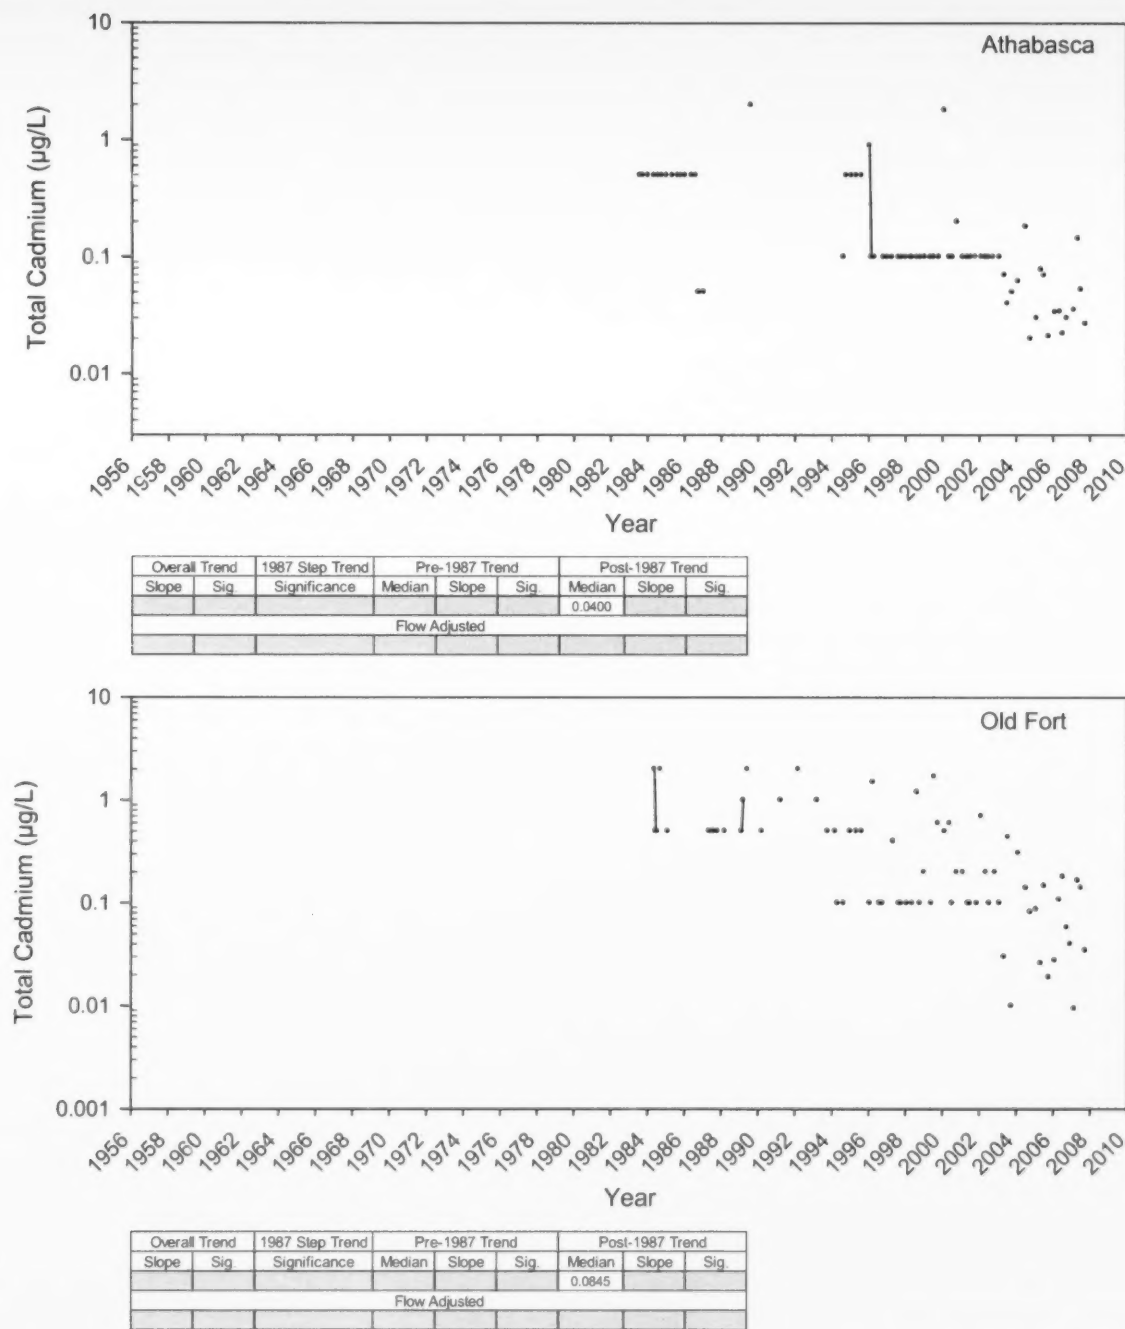 Athabasca
Total Cadmium (µg/L)
10
1
0.1
0.01
1956 1958 1960 1962 1964 1966 1968 1970 1972 1974 1976 1978 1980 1982 1984 1986 1988 1990 1992 1994 1996 1998 2000 2002 2004 2006 2008 2010
Year
Overall Trend 1987 Step Trend Pre-1987 Trend Post-1987 Trend
Slope Sig. Significance Median Slope Sig. Median Slope Sig.
0.0400
Flow Adjusted
Old Fort
Total Cadmium (µg/L)
10
1
0.1
0.01
0.001
1956 1958 1960 1962 1964 1966 1968 1970 1972 1974 1976 1978 1980 1982 1984 1986 1988 1990 1992 1994 1996 1998 2000 2002 2004 2006 2008 2010
Year
Overall Trend 1987 Step Trend Pre-1987 Trend Post-1987 Trend
Slope Sig. Significance Median Slope Sig. Median Slope Sig.
0.0845
Flow Adjusted